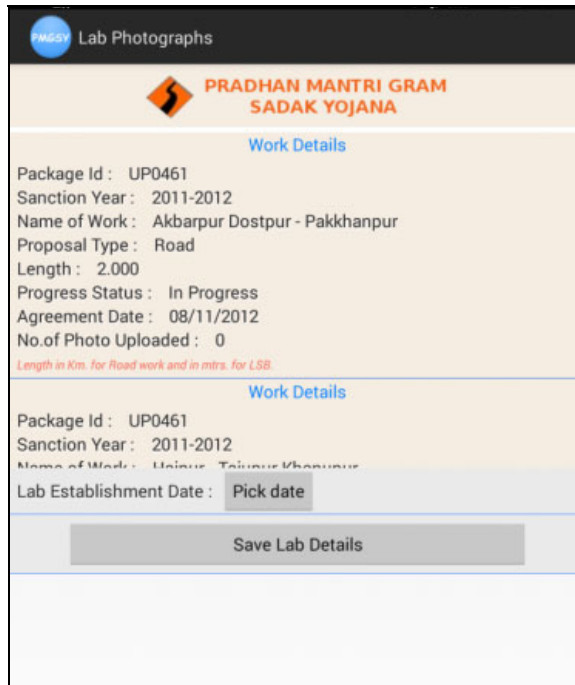 PMGSY Lab Photographs
PRADHAN MANTRI GRAM
SADAK YOJANA
Work Details
Package Id : UP0461
Sanction Year : 2011-2012
Name of Work : Akbarpur Dostpur - Pakkhanpur
Proposal Type : Road
Length : 2.000
Progress Status : In Progress
Agreement Date : 08/11/2012
No.of Photo Uploaded : 0
Length in Km. for Road work and in mtrs. for LSB.
Work Details
Package Id : UP0461
Sanction Year : 2011-2012
Name of Work :
Lab Establishment Date : Pick date
Save Lab Details